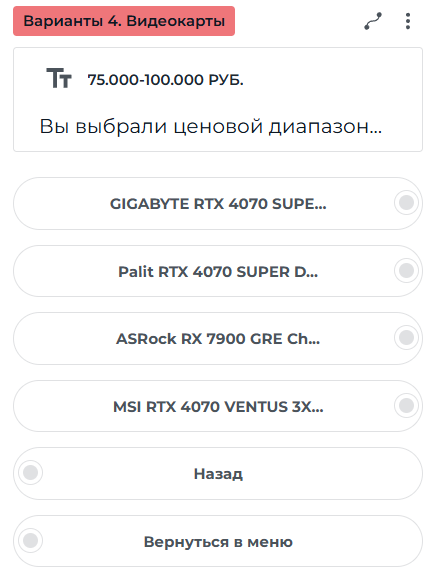 Варианты 4. Видеокарты
Тт 75.000-100.000 РУБ.
Вы выбрали ценовой диапазон...
GIGABYTE RTX 4070 SUPE...
Palit RTX 4070 SUPER D...
ASRock RX 7900 GRE Ch...
MSI RTX 4070 VENTUS 3X...
Назад
Вернуться в меню